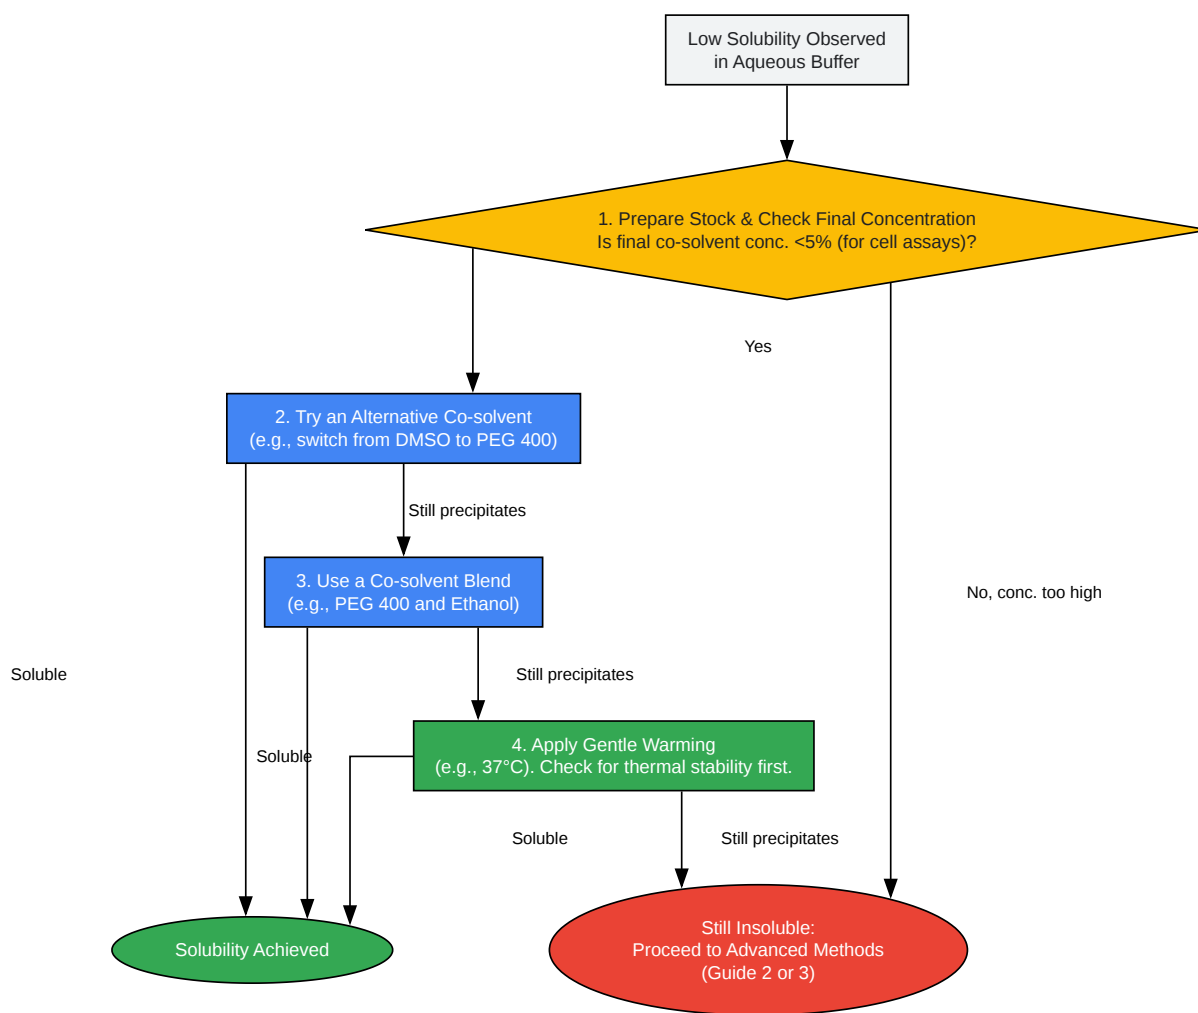 Low Solubility Observed
in Aqueous Buffer
1. Prepare Stock & Check Final Concentration
Is final co-solvent conc. <5% (for cell assays)?
Yes
2. Try an Alternative Co-solvent
(e.g., switch from DMSO to PEG 400)
Still precipitates
3. Use a Co-solvent Blend
(e.g., PEG 400 and Ethanol)
No, conc. too high
Soluble
Still precipitates
Soluble
4. Apply Gentle Warming
(e.g., 37°C). Check for thermal stability first.
Soluble
Still precipitates
Solubility Achieved
Still Insoluble:
Proceed to Advanced Methods
(Guide 2 or 3)